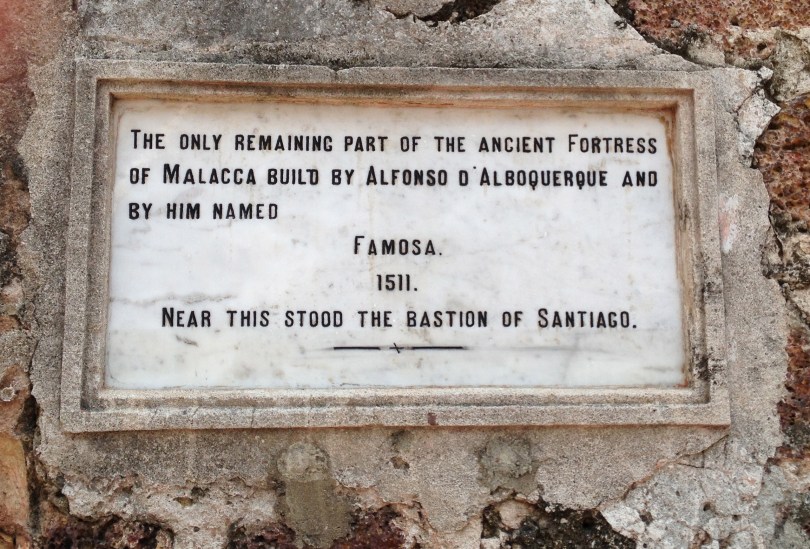 The only remaining part of the ancient Fortress
of Malacca build by Alfonso d'Alboquerque and
by him named
Famosa.
1511.
Near this stood the bastion of Santiago.